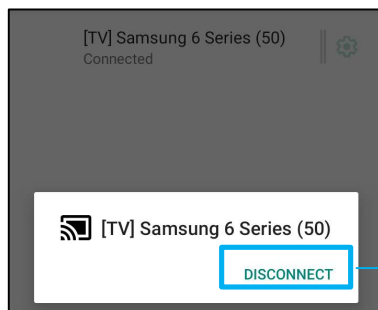 [TV] Samsung 6 Series (50)
Connected
[TV] Samsung 6 Series (50)
DISCONNECT